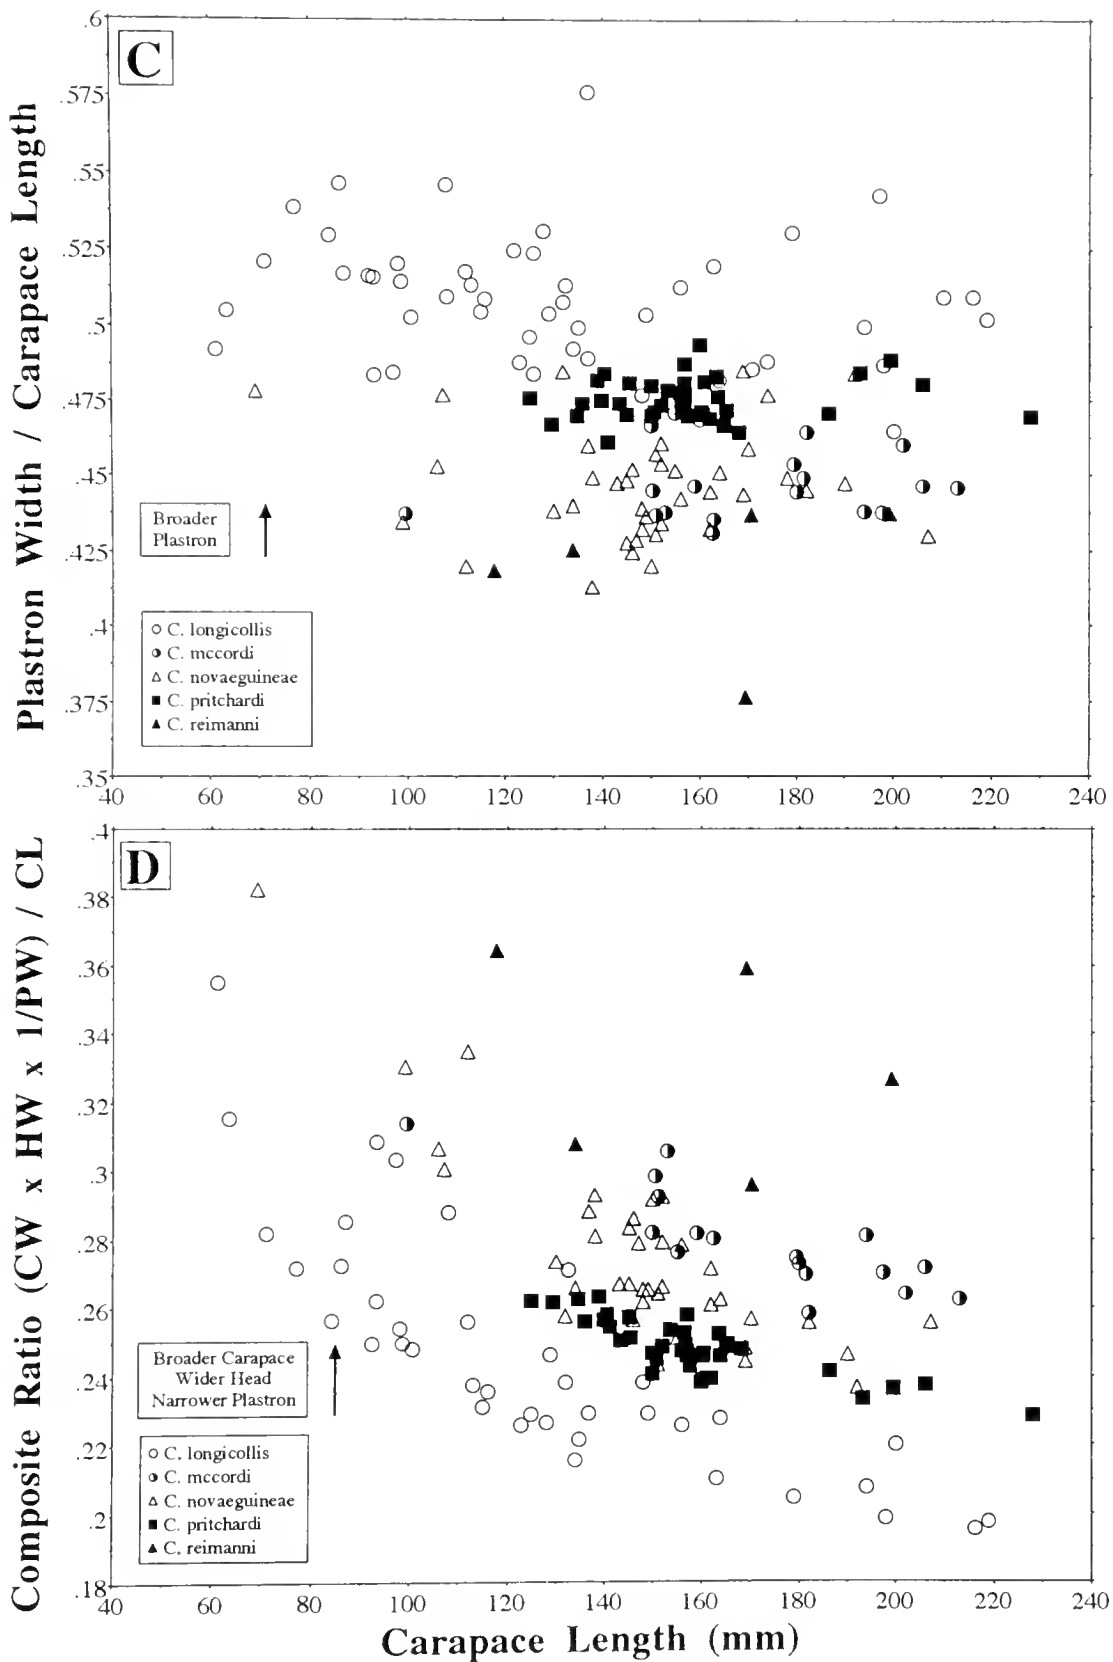 C
Plastron Width / Carapace Length
.6
.575
.55
.525
.5
.475
.45
.425
.4
.375
.35
Broader
Plastron
C. longicollis
C. mccordi
C. novaeguineae
C. pritchardi
C. reimanni
40 60 80 100 120 140 160 180 200 220 240
D
Composite Ratio (CW x HW x 1/PW) / CL
.4
.38
.36
.34
.32
.3
.28
.26
.24
.22
.2
.18
Broader Carapace
Wider Head
Narrower Plastron
C. longicollis
C. mccordi
C. novaeguineae
C. pritchardi
C. reimanni
40 60 80 100 120 140 160 180 200 220 240
Carapace Length (mm)